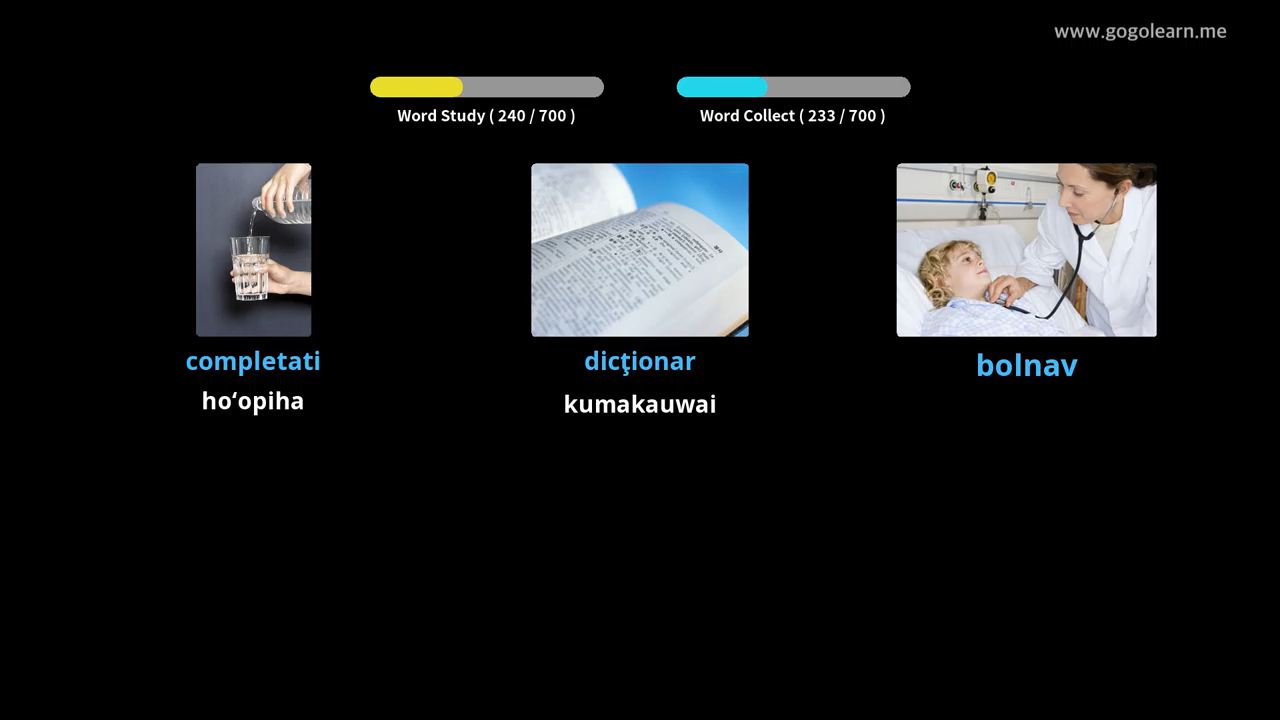 www.gogolearn.me
Word Study ( 240 / 700 )
Word Collect ( 233 / 700 )
completati
dicţionar
bolnav
hoʻopiha
kumakauwai